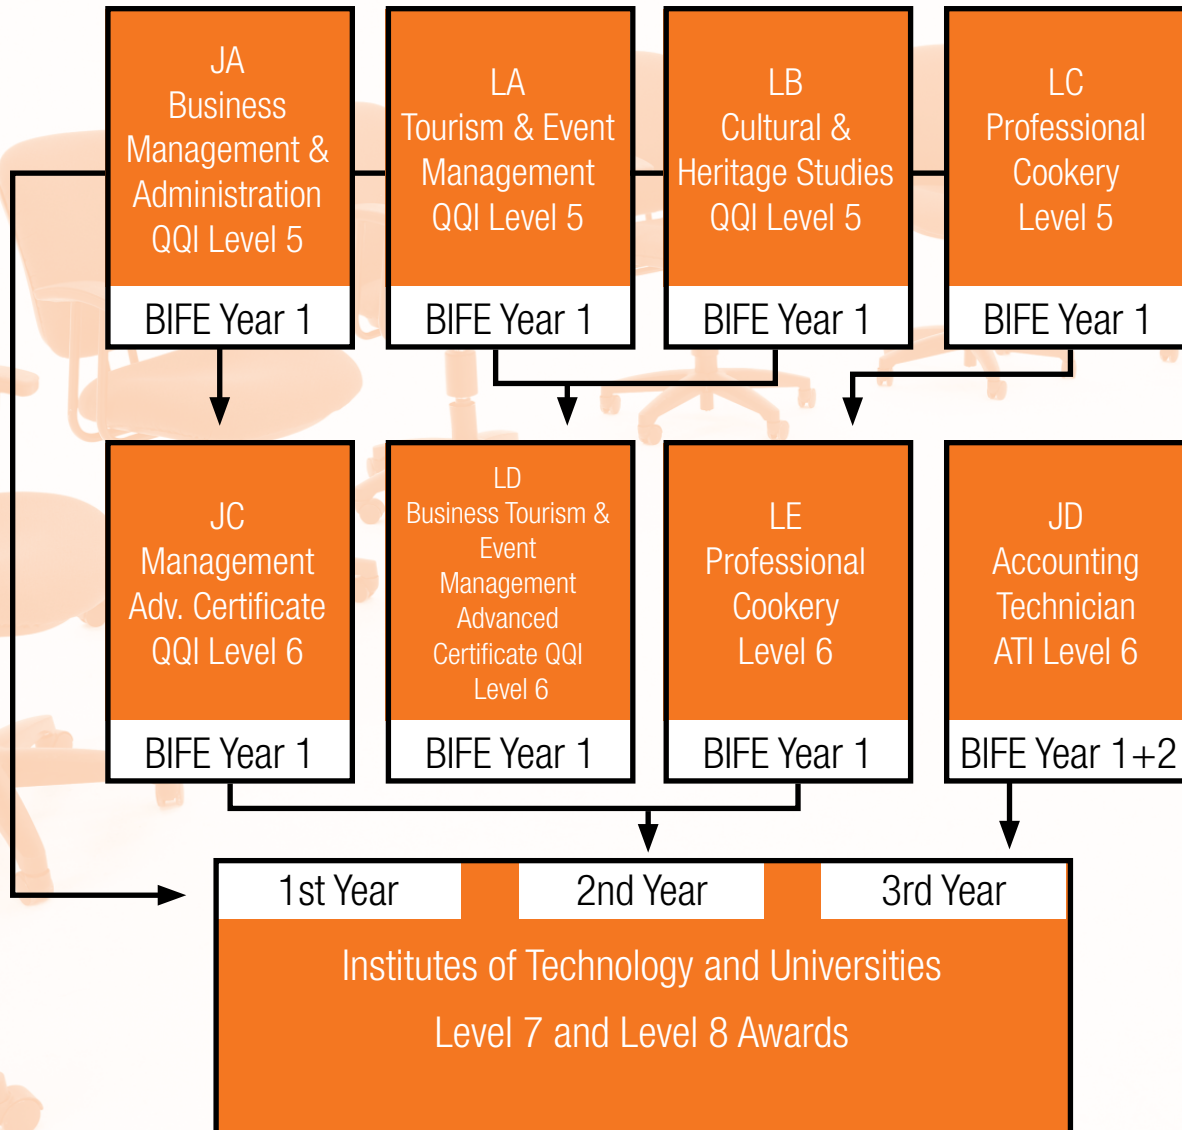 JA
Business
Management &
Administration
QQI Level 5
BIFE Year 1
LA
Tourism & Event
Management
QQI Level 5
BIFE Year 1
LB
Cultural &
Heritage Studies
QQI Level 5
BIFE Year 1
LC
Professional
Cookery
Level 5
BIFE Year 1
JC
Management
Adv. Certificate
QQI Level 6
BIFE Year 1
LD
Business Tourism &
Event
Management
Advanced
Certificate QQI
Level 6
BIFE Year 1
LE
Professional
Cookery
Level 6
BIFE Year 1
JD
Accounting
Technician
ATI Level 6
BIFE Year 1+2
1st Year
2nd Year
3rd Year
Institutes of Technology and Universities
Level 7 and Level 8 Awards